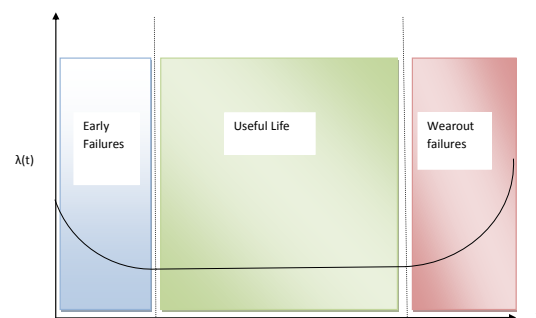 Early
Failures
Useful Life
Wearout
failures
λ(t)